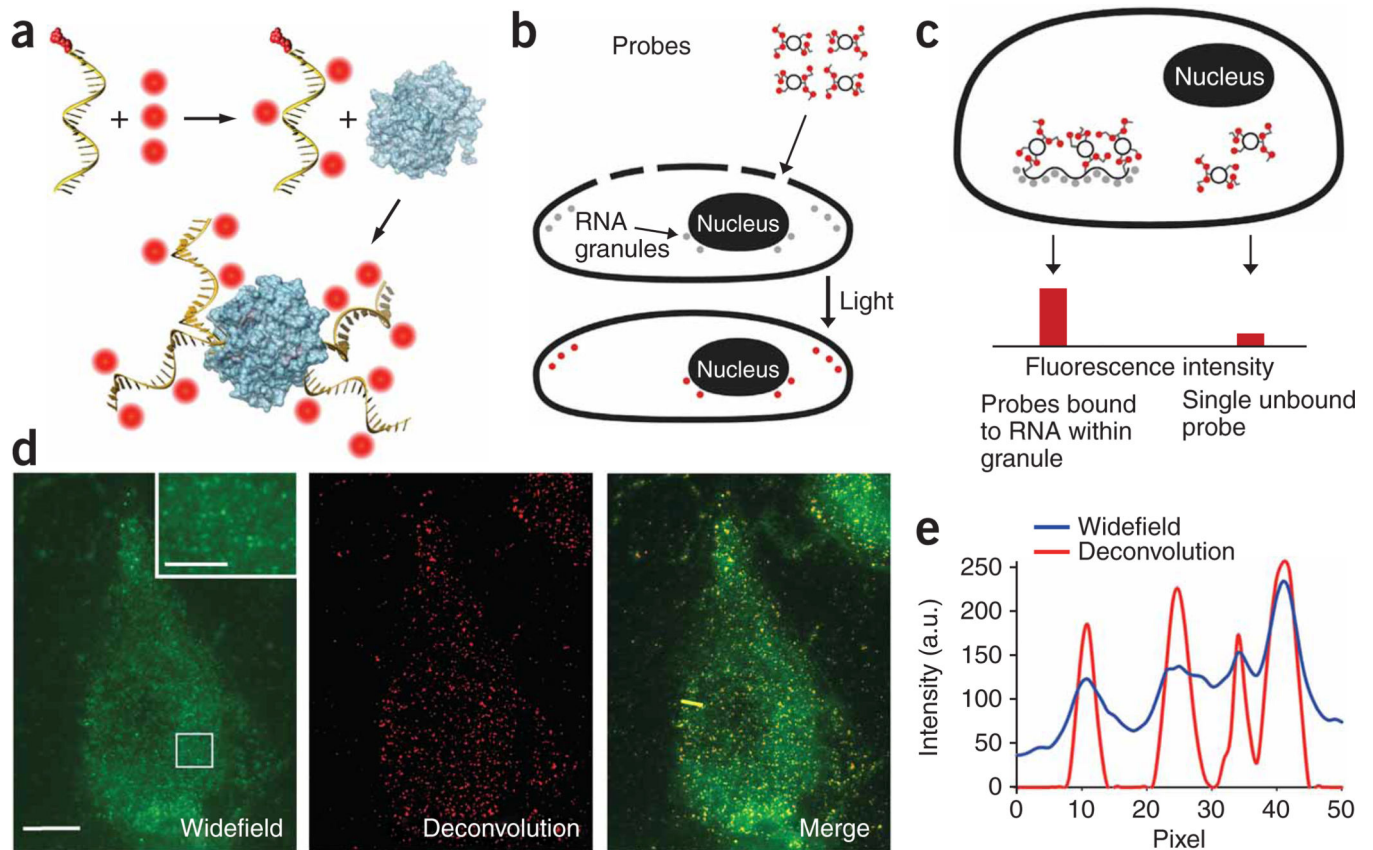 a
+
+
b
Probes
RNA
granules
Nucleus
Light
Nucleus
c
Nucleus
Fluorescence intensity
Probes bound
to RNA within
granule
Single unbound
probe
d
Widefield
Deconvolution
Merge
e
Widefield
Deconvolution
Intensity (a.u.)
250
200
150
100
50
0
0 10 20 30 40 50
Pixel